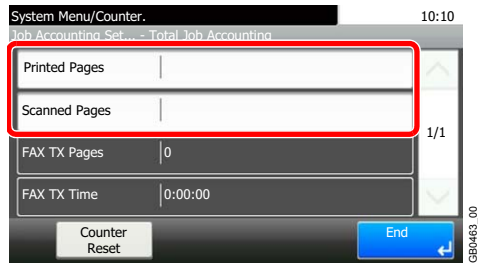 System Menu/Counter.
10:10
Job Accounting Set... - Total Job Accounting
Printed Pages
Scanned Pages
1/1
FAX TX Pages 0
FAX TX Time 0:00:00
Counter
Reset
End
GB0463_00